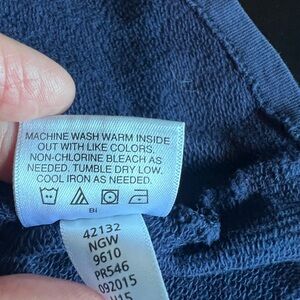 MACHINE WASH WARM INSIDE
OUT WITH LIKE COLORS.
NON-CHLORINE BLEACH AS
NEEDED. TUMBLE DRY LOW.
COOL IRON AS NEEDED.
Bi
42132
NGW
9610
PR546
092015